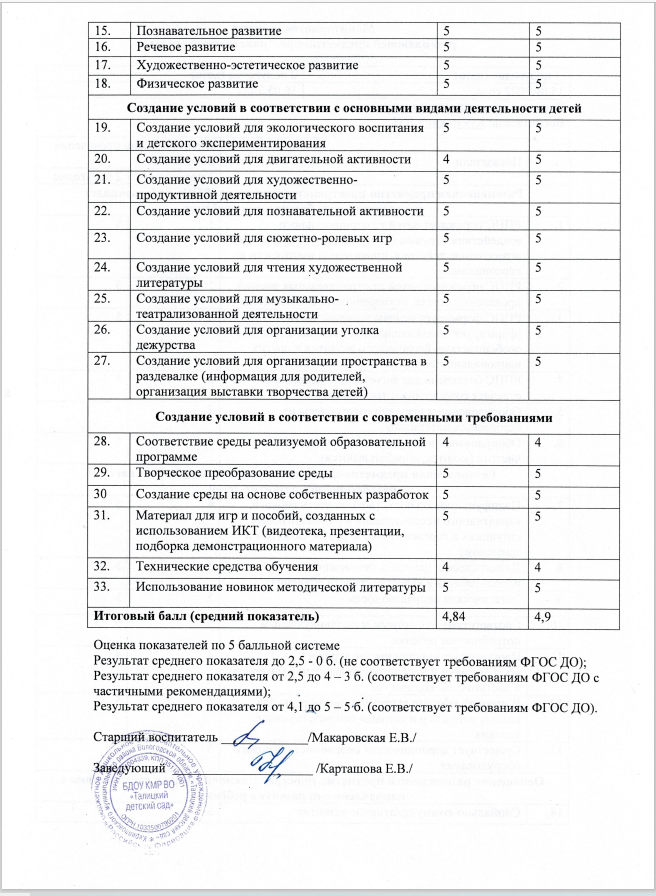 15. Познавательное развитие 5 5
16. Речевое развитие 5 5
17. Художественно-эстетическое развитие 5 5
18. Физическое развитие 5 5
Создание условий в соответствии с основными видами деятельности детей
19. Создание условий для экологического воспитания 5 5
и детского экспериментирования
20. Создание условий для двигательной активности 4 5
21. Создание условий для художественно- 5 5
продуктивной деятельности
22. Создание условий для познавательной активности 5 5
23. Создание условий для сюжетно-ролевых игр 5 5
24. Создание условий для чтения художественной 5 5
литературы
25. Создание условий для музыкально- 5 5
театрализованной деятельности
26. Создание условий для организации уголка 5 5
дежурства
27. Создание условий для организации пространства в 5 5
раздевалке (информация для родителей,
организация выставки творчества детей)
Создание условий в соответствии с современными требованиями
28. Соответствие среды реализуемой образовательной 4 4
программе
29. Творческое преобразование среды 5 5
30 Создание среды на основе собственных разработок 5 5
31. Материал для игр и пособий, созданных с 5 5
использованием ИКТ (видеотека, презентации,
подборка демонстрационного материала)
32. Технические средства обучения 4 4
33. Использование новинок методической литературы 5 5
Итоговый балл (средний показатель) 4,84 4,9
Оценка показателей по 5 балльной системе
Результат среднего показателя до 2,5 - 0 б. (не соответствует требованиям ФГОС ДО);
Результат среднего показателя от 2,5 до 4 – 3 б. (соответствует требованиям ФГОС ДО с
частичными рекомендациями);
Результат среднего показателя от 4,1 до 5 – 5 б. (соответствует требованиям ФГОС ДО).
Старший воспитатель /Макаровская Е.В./
Заведующий /Карташова Е.В./
БДОУ КМР ВО
«Талицкий
детский сад»